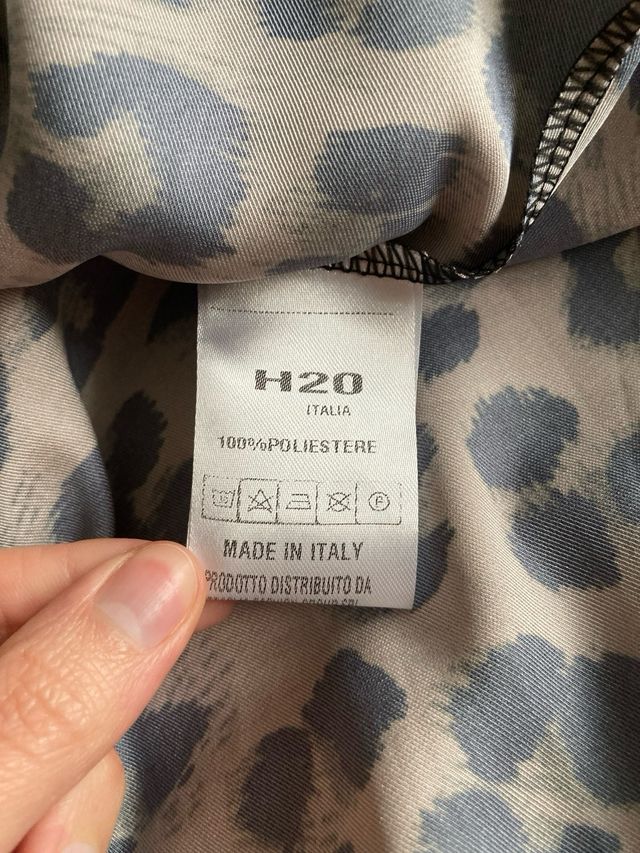 H20
ITALIA
100%POLIESTERE
P
MADE IN ITALY
PRODOTTO DISTRIBUITO DA